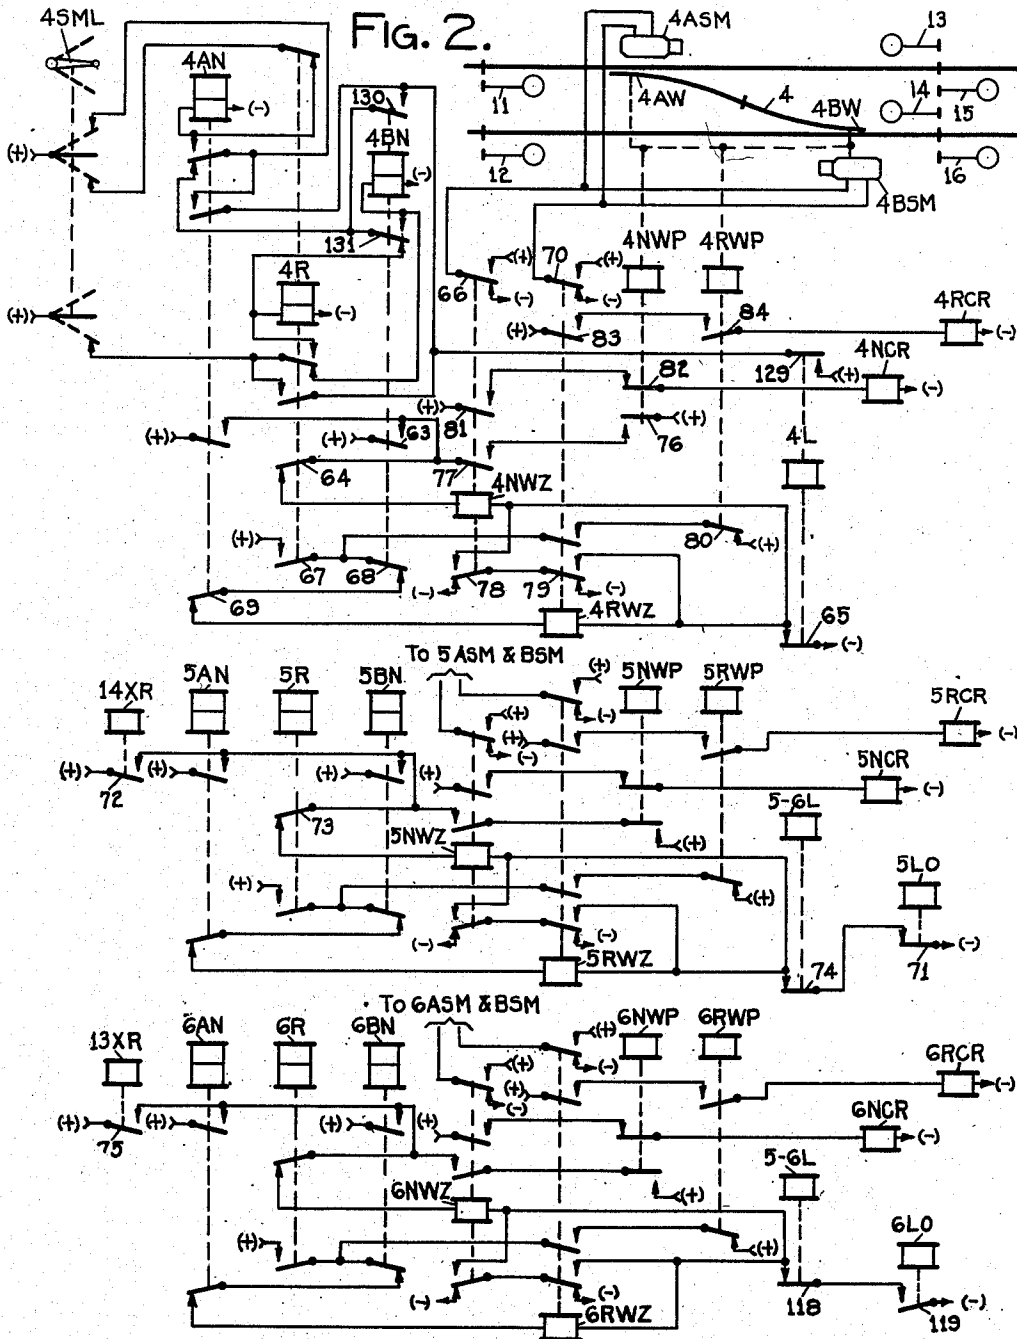 FIG. 2.
4SML
4ASM
13
4AN
4AW
4
14
130
11
4BW
15
4BN
(-)
(-)
(+)
12
16
4BSM
131
4NWP
4RWP
(+)
70
(+)
4R
66
(-)
(-)
4RCR
(+)
(-)
(+)
83
84
(-)
82
4NCR
129
(+)
(-)
(+)
81
(+)
76
(+)
(+)
63
4L
64
77
4NWZ
(+)
80
(+)
67
68
(-)
78
79
(-)
69
4RWZ
65
(-)
To 5ASM & BSM
14XR
5AN
5R
5BN
(+)
5NWP
5RWP
5RCR
(+)
(-)
(-)
(+)
(+)
(+)
(+)
(+)
(-)
5NCR
72
(-)
73
5-6L
5NWZ
(+)
5LO
(+)
(+)
(-)
(-)
(-)
5RWZ
74
71
To 6ASM & BSM
13XR
6AN
6R
6BN
(+)
6NWP
6RWP
6RCR
(+)
(-)
(-)
(+)
(+)
(+)
(+)
(+)
(-)
6NCR
75
(-)
5-6L
6NWZ
(+)
6LO
(+)
(+)
(-)
(-)
118
(-)
6RWZ
119